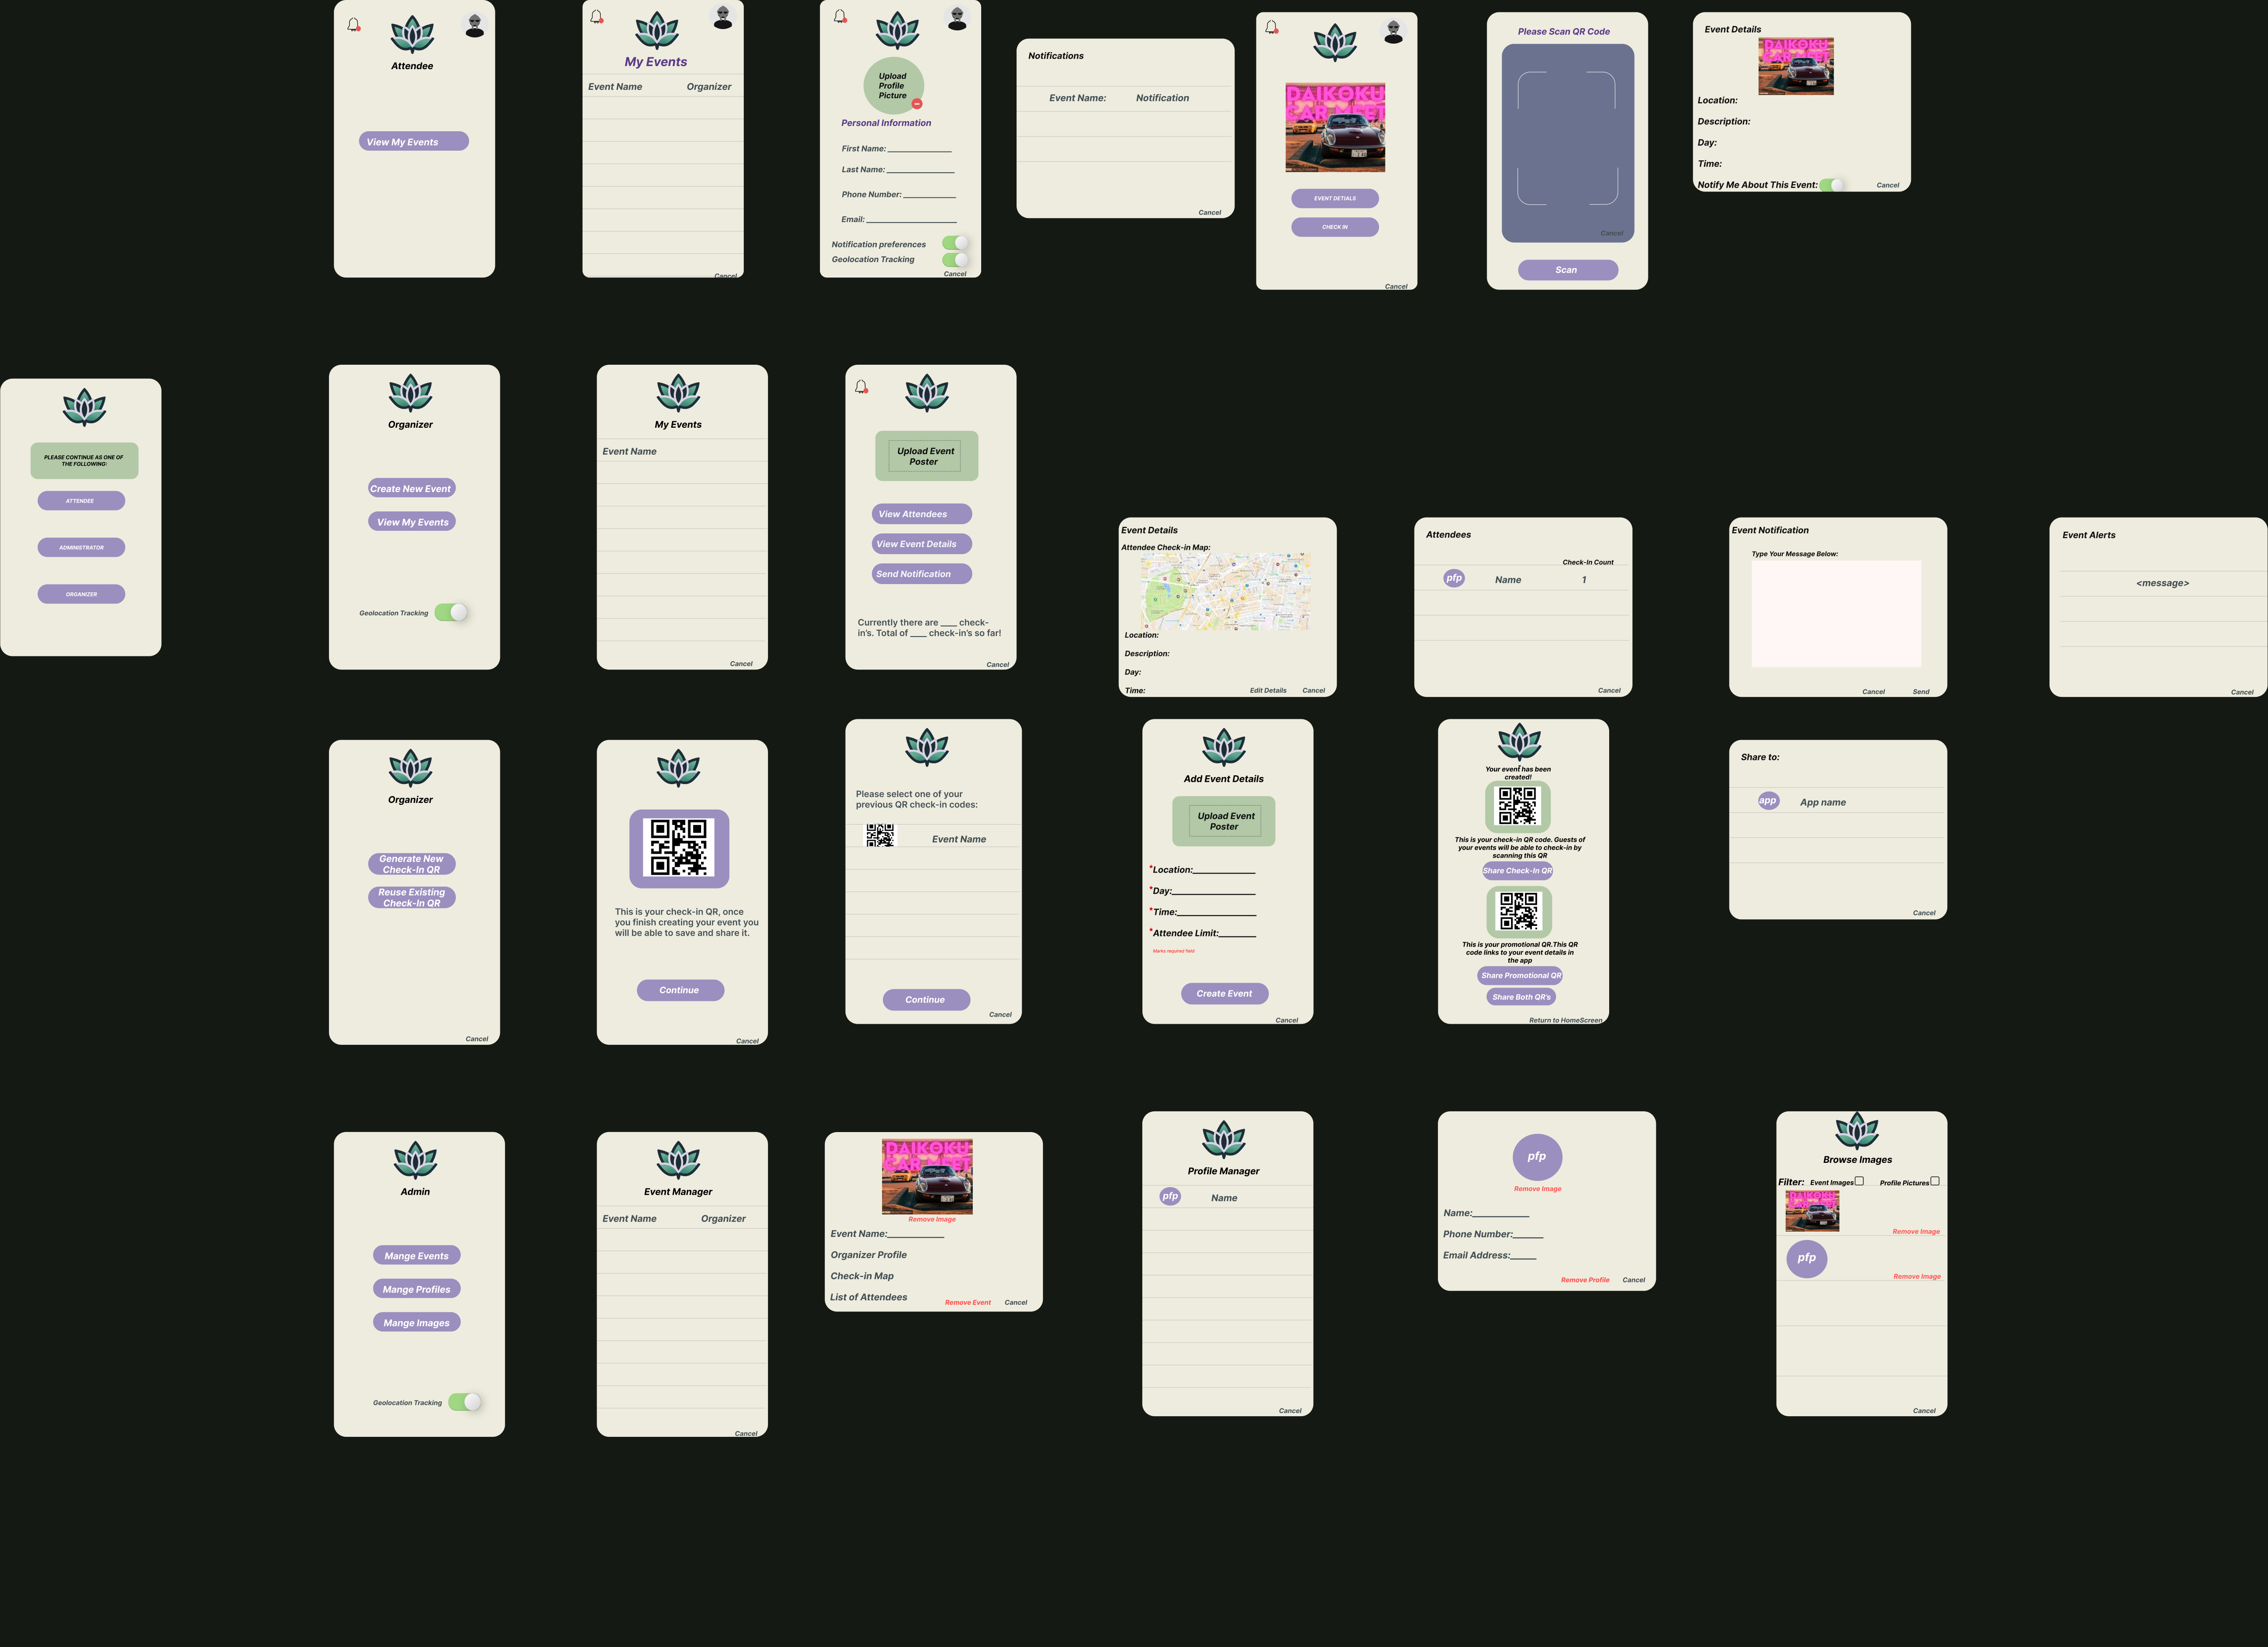 Attendee
View My Events
My Events
Event Name Organizer
Cancel
Upload
Profile
Picture
Personal Information
First Name:
Last Name:
Phone Number:
Email:
Notification preferences
Geolocation Tracking
Cancel
Notifications
Event Name: Notification
Cancel
DAIKOKU
CAR MEET
EVENT DETIALS
CHECK IN
Cancel
Please Scan QR Code
Cancel
Scan
Event Details
DAIKOKU
CAR MEET
Location:
Description:
Day:
Time:
Notify Me About This Event:
Cancel
PLEASE CONTINUE AS ONE OF
THE FOLLOWING:
ATTENDEE
ADMINISTRATOR
ORGANIZER
Organizer
Create New Event
View My Events
Geolocation Tracking
My Events
Event Name
Cancel
Upload Event
Poster
View Attendees
View Event Details
Send Notification
Currently there are ____ check-
in's. Total of ____ check-in's so far!
Cancel
Event Details
Attendee Check-in Map:
Location:
Description:
Day:
Time:
Edit Details Cancel
Attendees
Check-In Count
pfp Name 1
Cancel
Event Notification
Type Your Message Below:
Cancel Send
Event Alerts
<message>
Cancel
Organizer
Generate New
Check-In QR
Reuse Existing
Check-In QR
Cancel
This is your check-in QR, once
you finish creating your event you
will be able to save and share it.
Continue
Cancel
Please select one of your
previous QR check-in codes:
Event Name
Continue
Cancel
Add Event Details
Upload Event
Poster
*Location:
*Day:
*Time:
*Attendee Limit:
Marks required field
Create Event
Cancel
Your event has been
created!
This is your check-in QR code. Guests of
your events will be able to check-in by
scanning this QR
Share Check-In QR
This is your promotional QR.This QR
code links to your event details in
the app
Share Promotional QR
Share Both QR's
Return to HomeScreen
Share to:
app App name
Cancel
Admin
Mange Events
Mange Profiles
Mange Images
Geolocation Tracking
Event Manager
Event Name Organizer
Cancel
DAIKOKU
CAR MEET
Remove Image
Event Name:
Organizer Profile
Check-in Map
List of Attendees
Remove Event Cancel
Profile Manager
pfp Name
Cancel
pfp
Remove Image
Name:
Phone Number:
Email Address:
Remove Profile Cancel
Browse Images
Filter: Event Images Profile Pictures
DAIKOKU
CAR MEET
Remove Image
pfp
Remove Image
Cancel